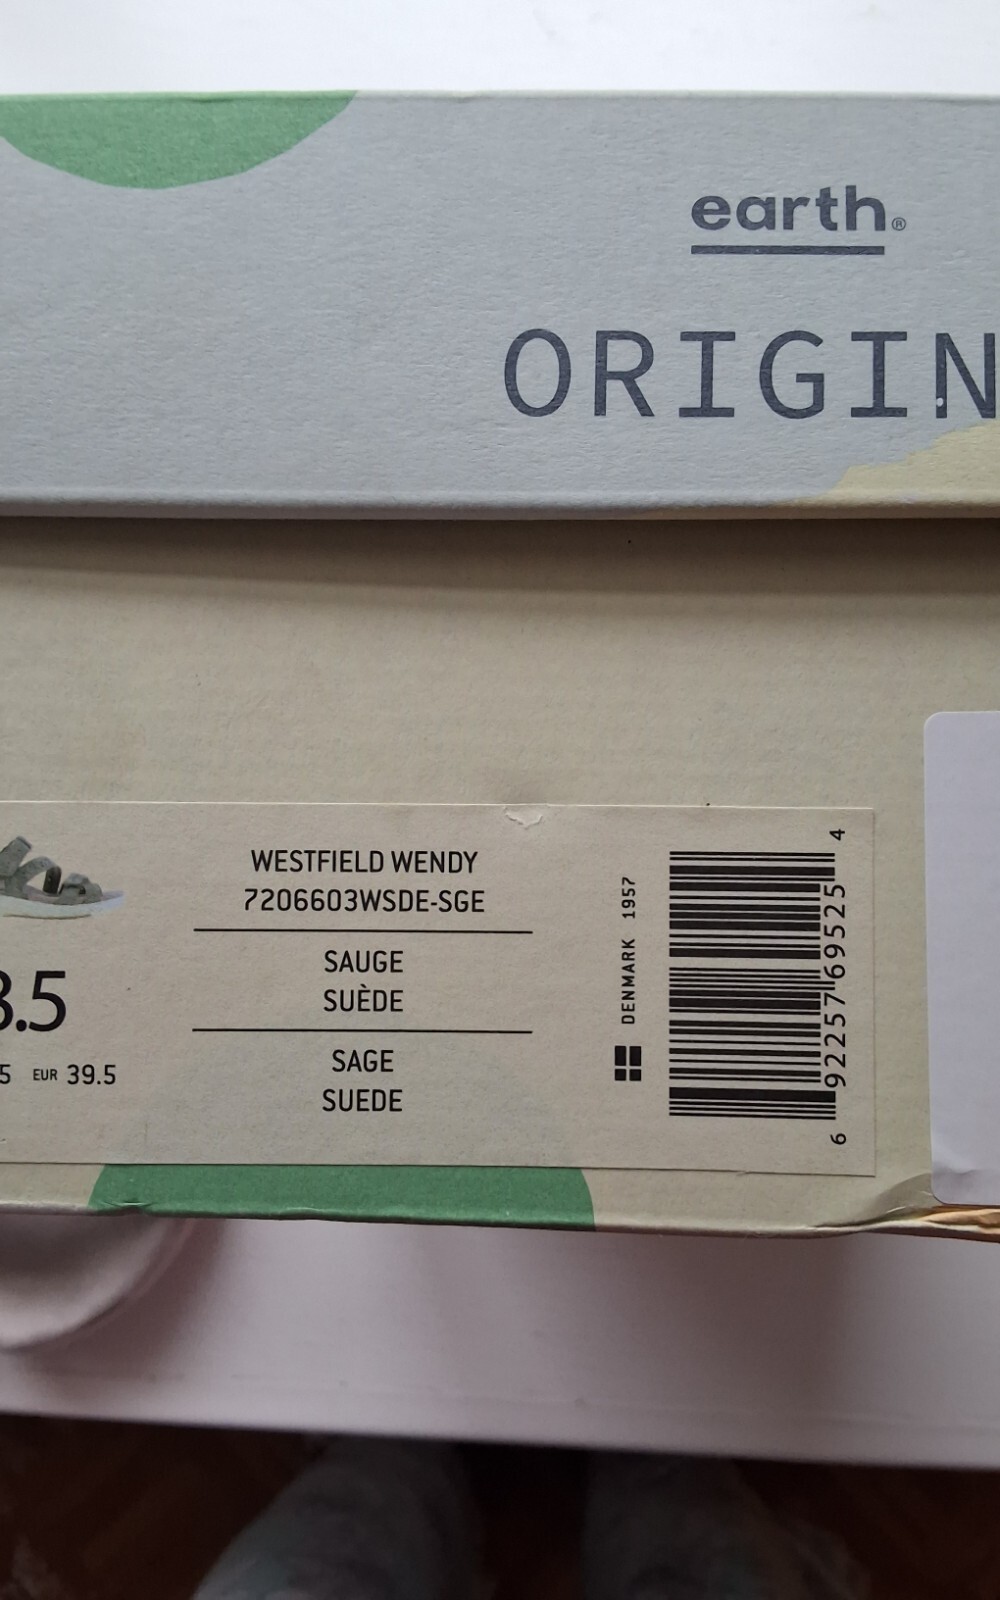 earth®
ORIGIN
WESTFIELD WENDY
7206603WSDE-SGE
SAUGE
SUÈDE
SAGE
SUEDE
.5
5 EUR 39.5
DENMARK 1957
6 92257 69525 4